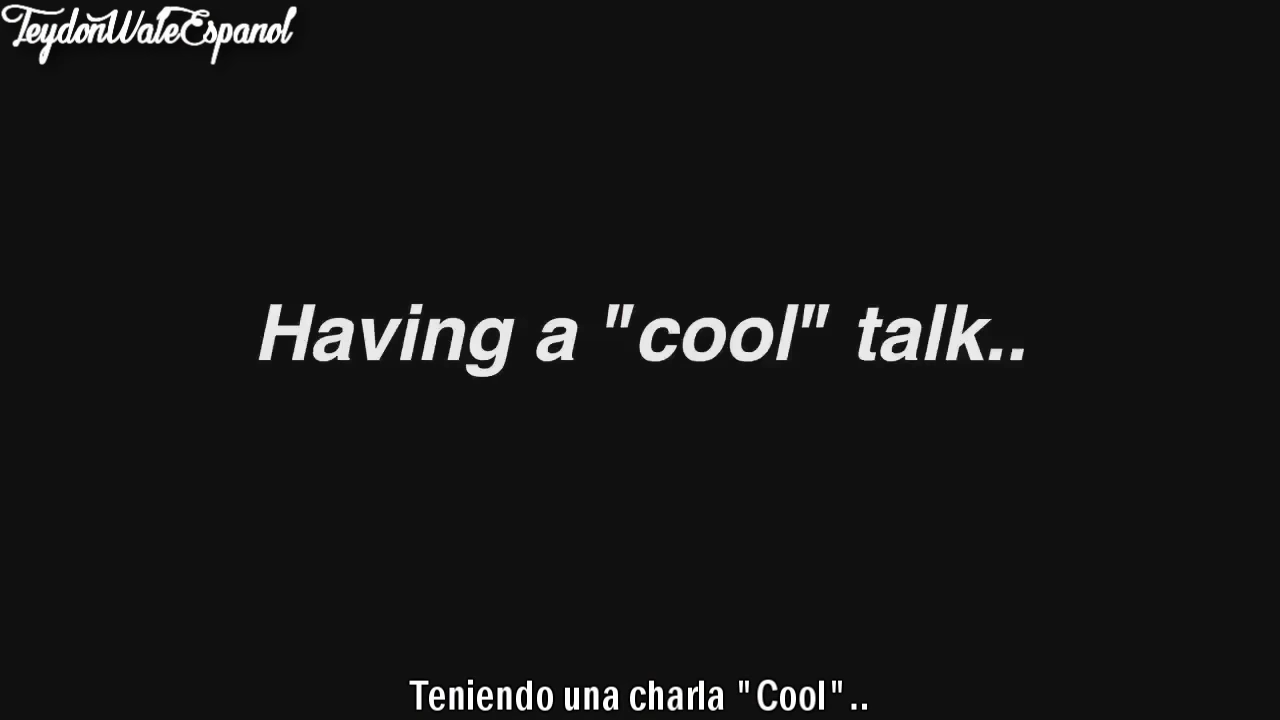 TeydonWaleEspanol
Having a "cool" talk..
Teniendo una charla "Cool"..